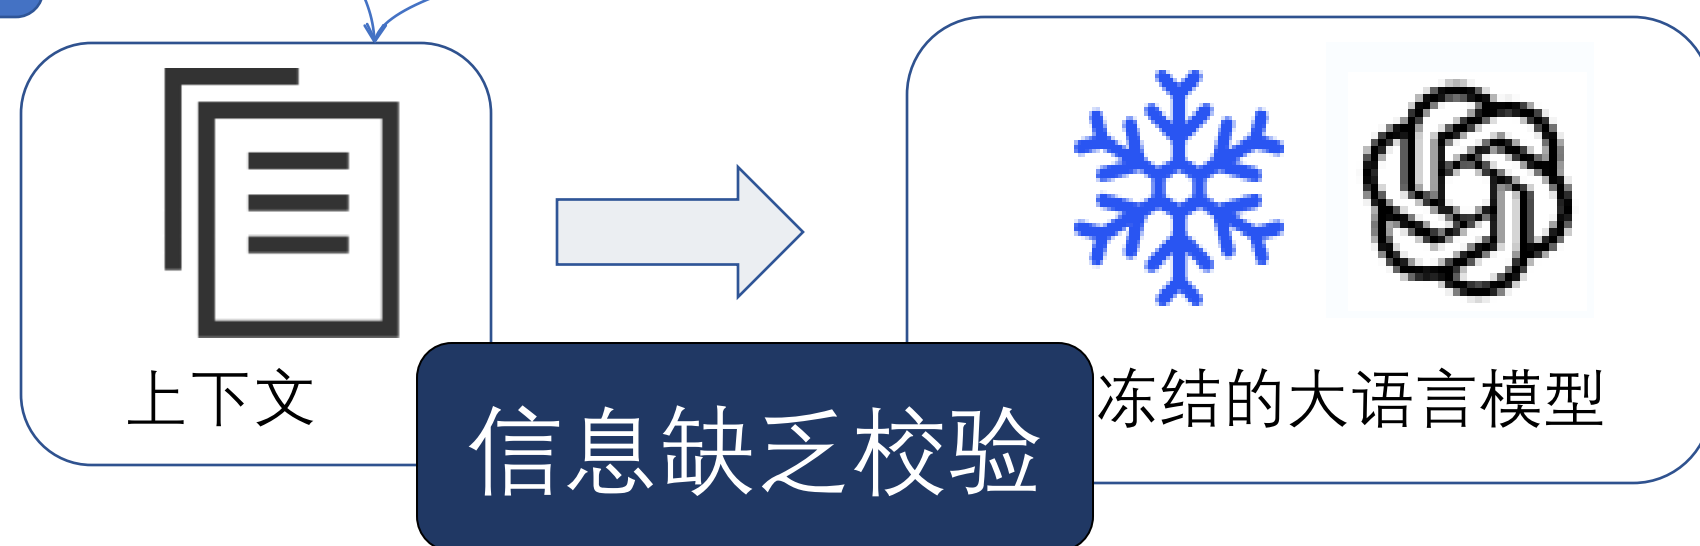 上下文
冻结的大语言模型
信息缺乏校验